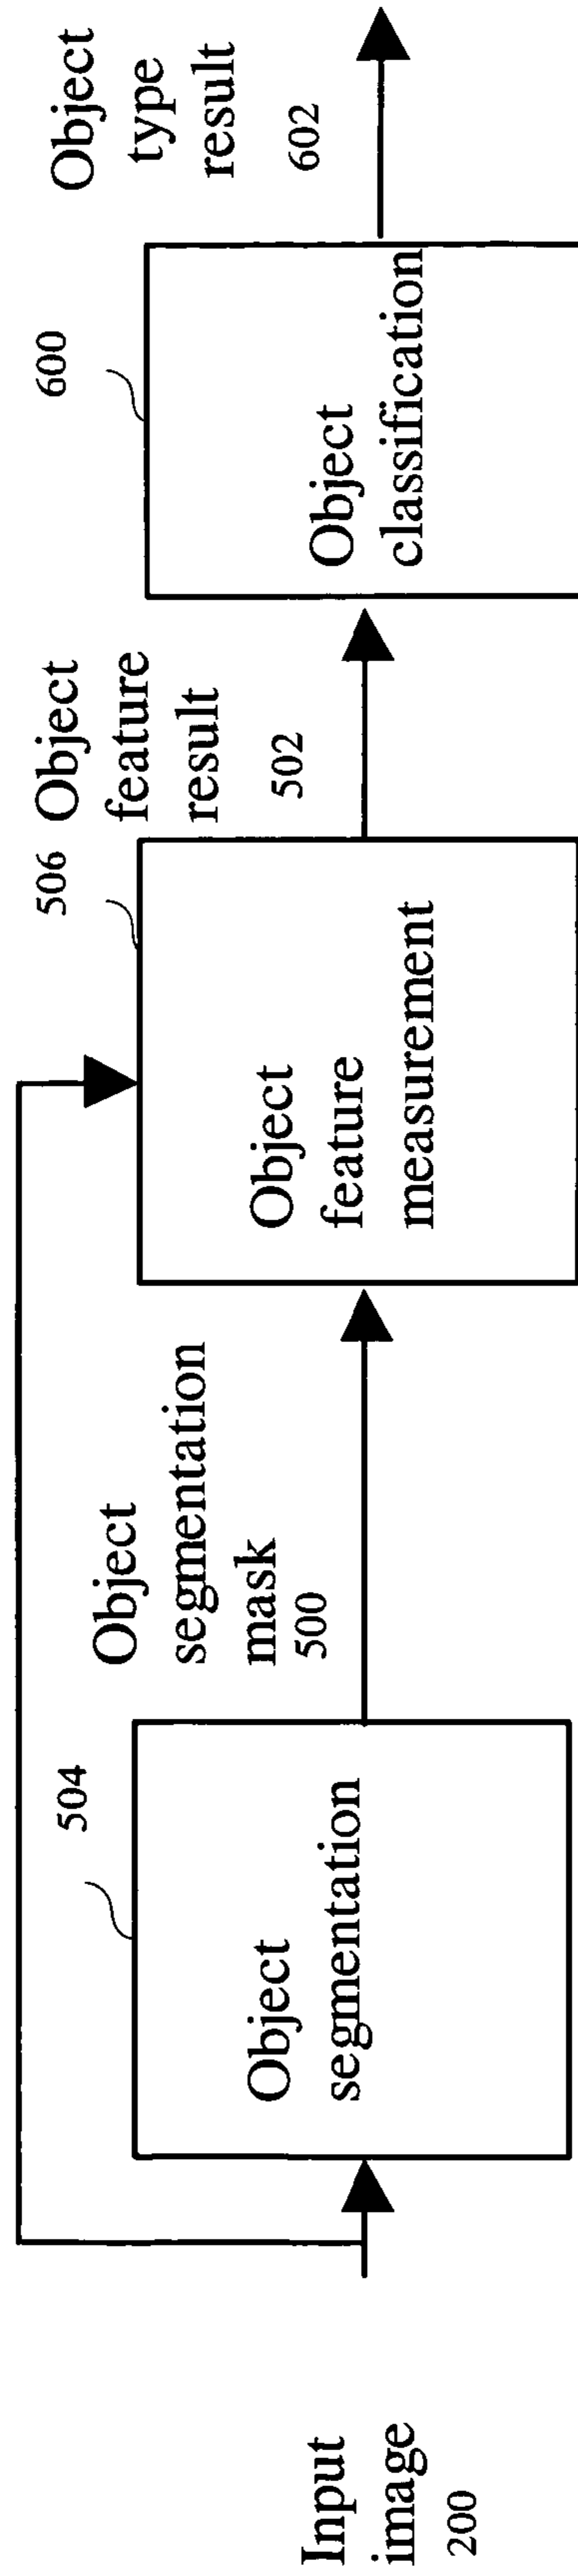 Input
image
200
504
Object
segmentation
Object
segmentation
mask
500
506
Object
feature
measurement
Object
feature
result
502
600
Object
classification
Object
type
result
602